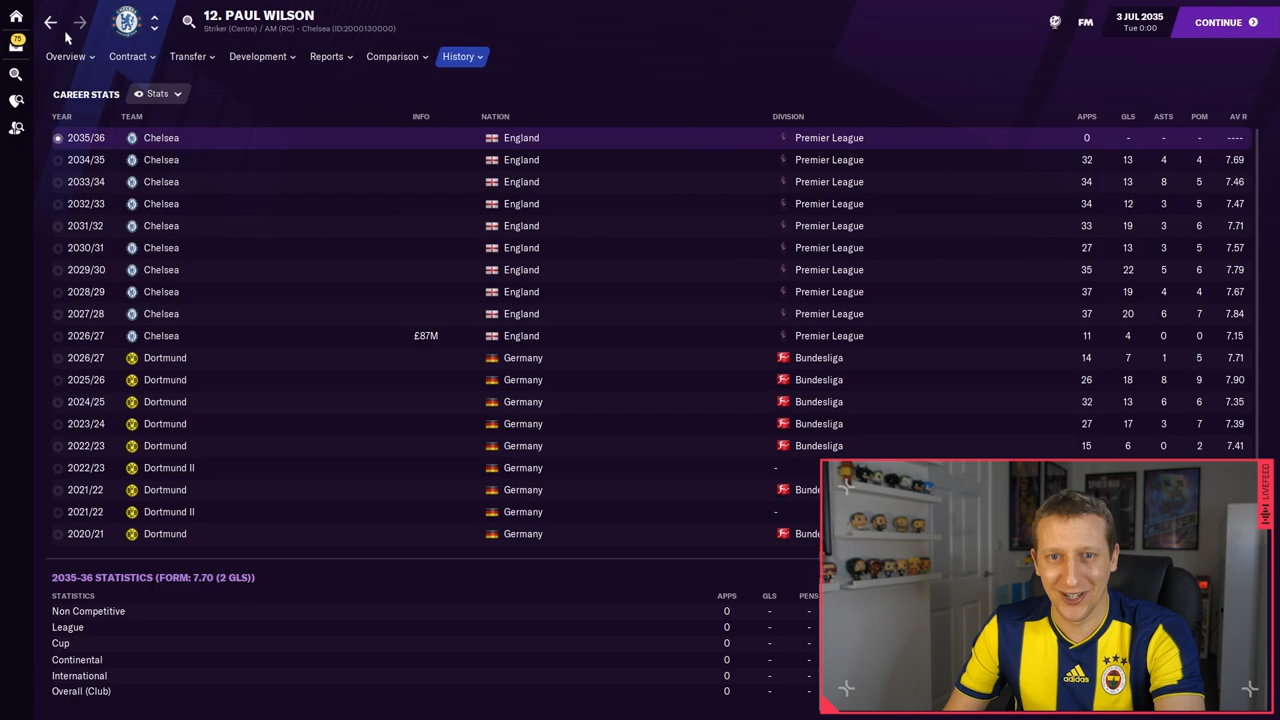 12. PAUL WILSON
Striker (Centre) / AM (RC) - Chelsea (ID:2000130000)
FM
3 JUL 2035
Tue 0:00
CONTINUE
75
Overview
Contract
Transfer
Development
Reports
Comparison
History
CAREER STATS
Stats
YEAR TEAM INFO NATION DIVISION APPS GLS ASTS POM AV R
2035/36 Chelsea England Premier League 0 - - - ----
2034/35 Chelsea England Premier League 32 13 4 4 7.69
2033/34 Chelsea England Premier League 34 13 8 5 7.46
2032/33 Chelsea England Premier League 34 12 3 5 7.47
2031/32 Chelsea England Premier League 33 19 3 6 7.71
2030/31 Chelsea England Premier League 27 13 3 5 7.57
2029/30 Chelsea England Premier League 35 22 5 6 7.79
2028/29 Chelsea England Premier League 37 19 4 4 7.67
2027/28 Chelsea England Premier League 37 20 6 7 7.84
2026/27 Chelsea £87M England Premier League 11 4 0 0 7.15
2026/27 Dortmund Germany Bundesliga 14 7 1 5 7.71
2025/26 Dortmund Germany Bundesliga 26 18 8 9 7.90
2024/25 Dortmund Germany Bundesliga 32 13 6 6 7.35
2023/24 Dortmund Germany Bundesliga 27 17 3 7 7.39
2022/23 Dortmund Germany Bundesliga 15 6 0 2 7.41
2022/23 Dortmund II Germany -
2021/22 Dortmund Germany Bunde
2021/22 Dortmund II Germany -
2020/21 Dortmund Germany Bunde
2035-36 STATISTICS (FORM: 7.70 (2 GLS))
STATISTICS APPS GLS PENS
Non Competitive 0 - -
League 0 - -
Cup 0 - -
Continental 0 - -
International 0 - -
Overall (Club) 0 - -
LIVEFEED
adidas